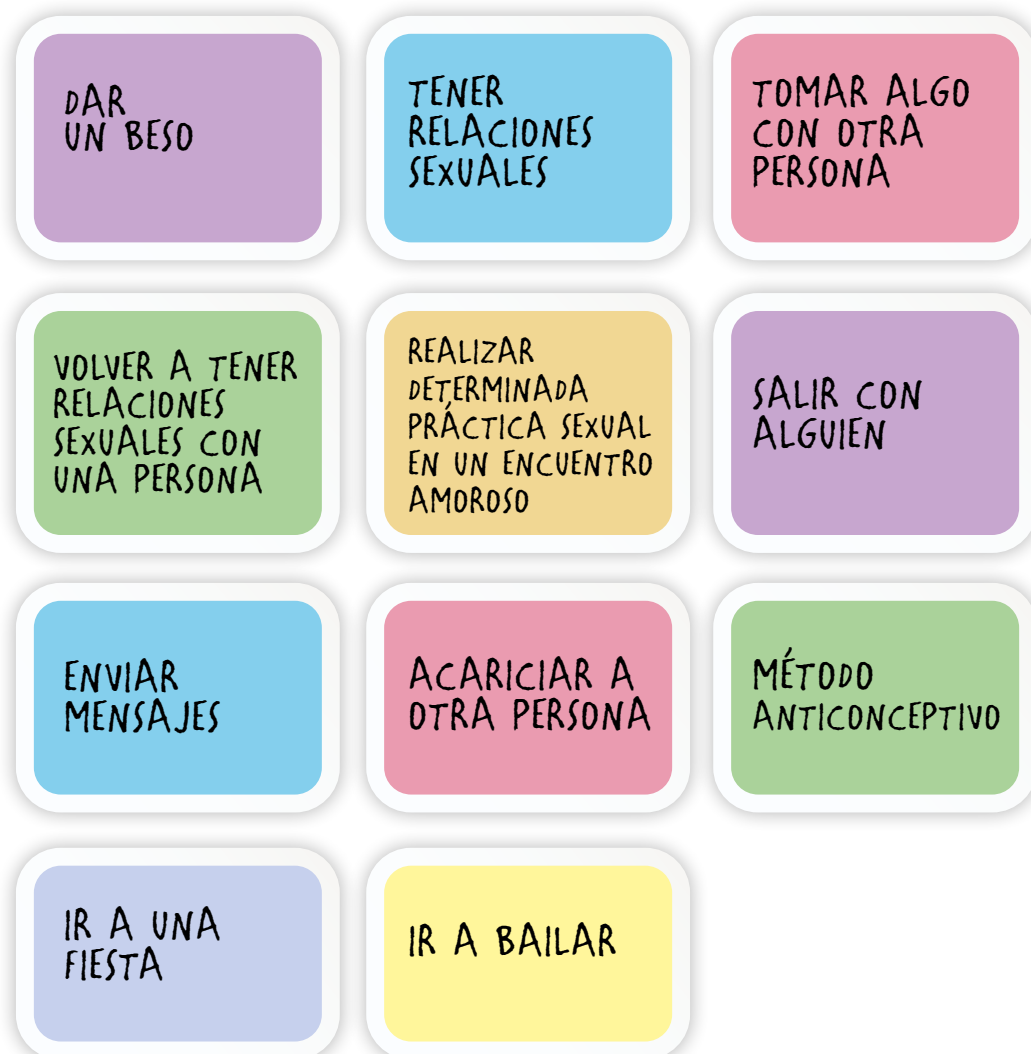 DAR
UN BESO
TENER
RELACIONES
SEXUALES
TOMAR ALGO
CON OTRA
PERSONA
VOLVER A TENER
RELACIONES
SEXUALES CON
UNA PERSONA
REALIZAR
DETERMINADA
PRÁCTICA SEXUAL
EN UN ENCUENTRO
AMOROSO
SALIR CON
ALGUIEN
ENVIAR
MENSAJES
ACARICIAR A
OTRA PERSONA
MÉTODO
ANTICONCEPTIVO
IR A UNA
FIESTA
IR A BAILAR